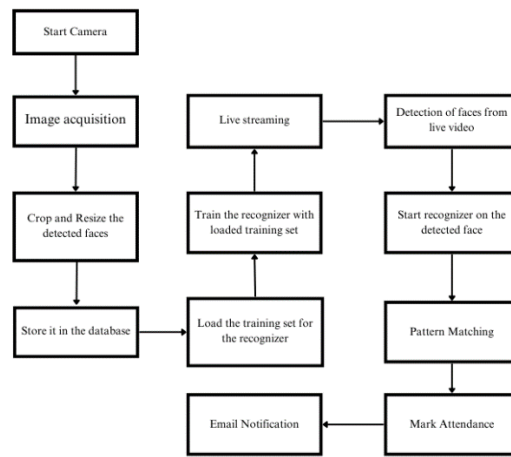 Start Camera
Image acquisition
Crop and Resize the
detected faces
Store it in the database
Load the training set for
the recognizer
Train the recognizer with
loaded training set
Live streaming
Detection of faces from
live video
Start recognizer on the
detected face
Pattern Matching
Mark Attendance
Email Notification